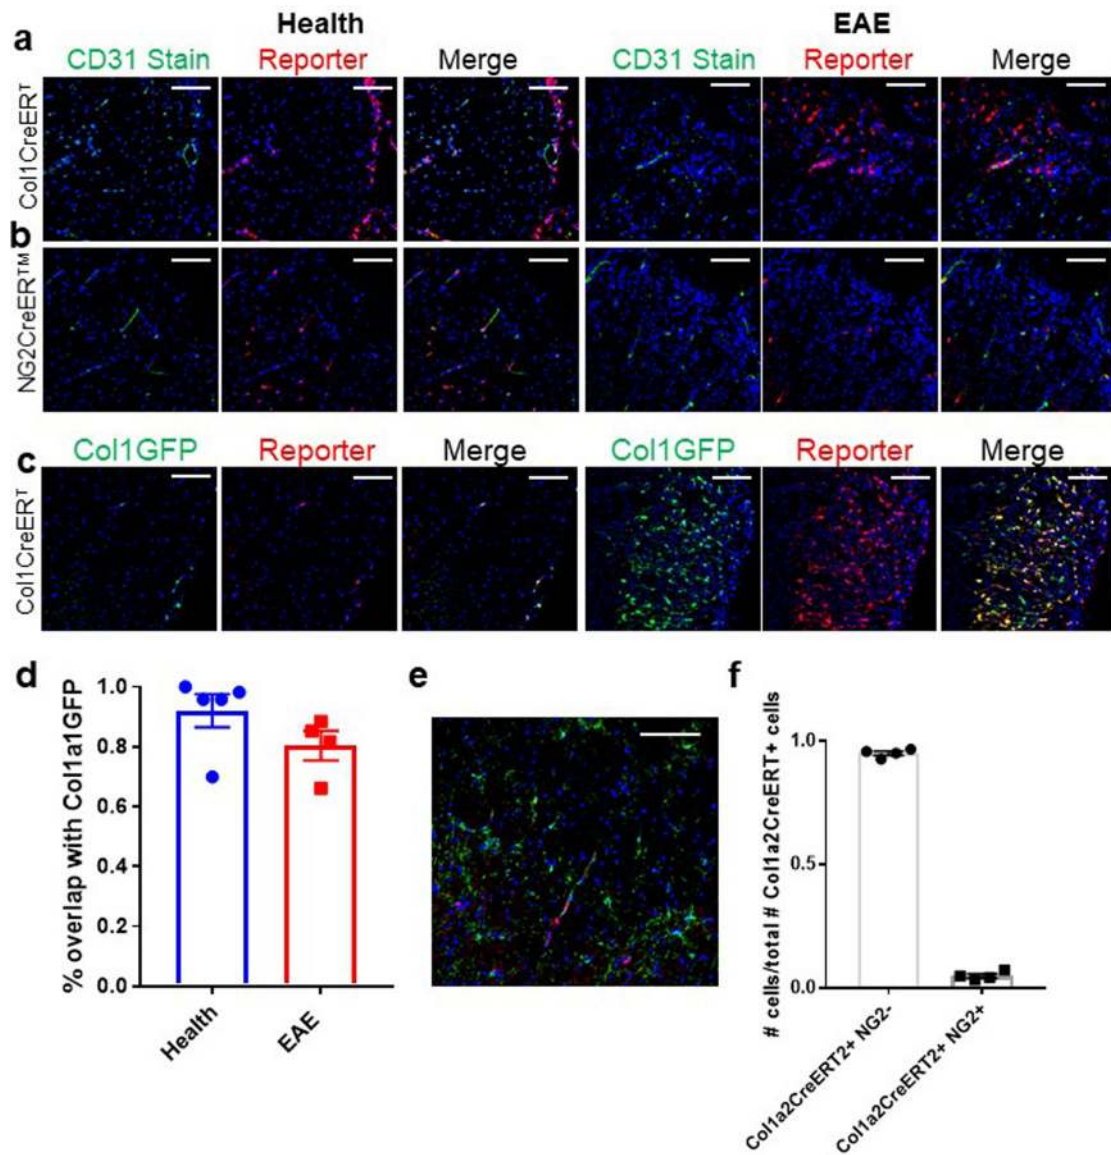 Health EAE
a
CD31 Stain Reporter Merge CD31 Stain Reporter Merge
Col1CreERᵀ
b
NG2CreERᵀᴹ
c
Col1GFP Reporter Merge Col1GFP Reporter Merge
Col1CreERᵀ
d
% overlap with Col1a1GFP
1.0
0.8
0.6
0.4
0.2
0.0
Health
EAE
e
f
# cells/total # Col1a2CreERT+ cells
1.0
0.5
0.0
Col1a2CreERT2+ NG2-
Col1a2CreERT2+ NG2+